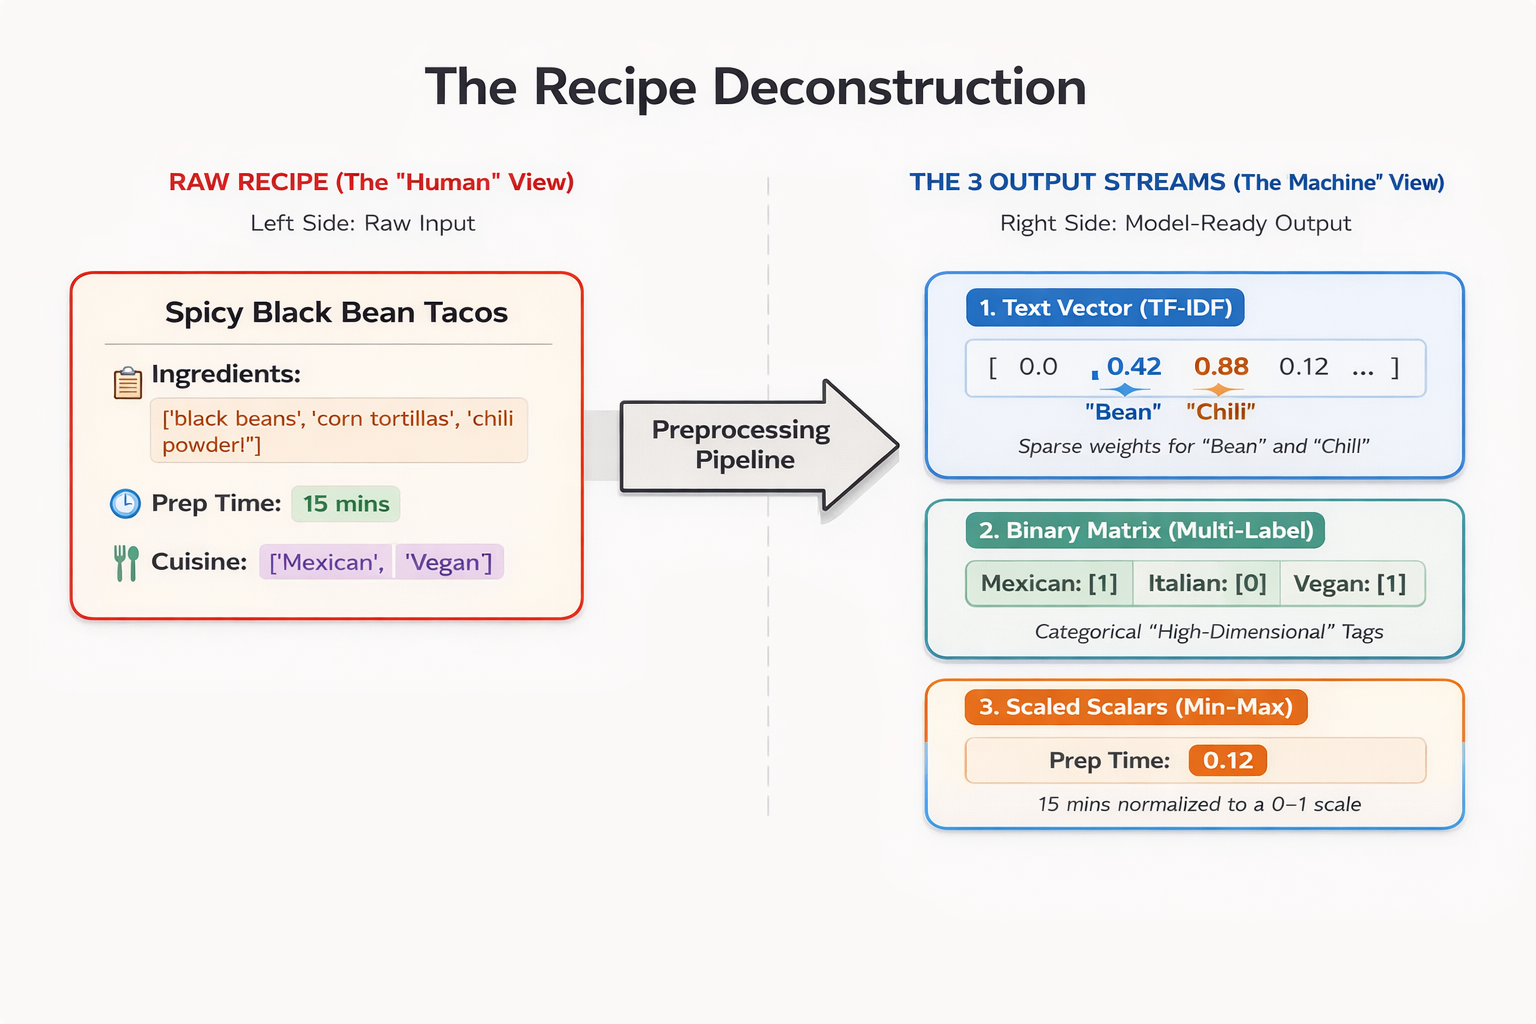 The Recipe Deconstruction
RAW RECIPE (The "Human" View)
Left Side: Raw Input
Spicy Black Bean Tacos
Ingredients:
['black beans', 'corn tortillas', 'chili
powder!"]
Prep Time: 15 mins
Cuisine: ['Mexican', 'Vegan']
Preprocessing
Pipeline
THE 3 OUTPUT STREAMS (The Machine" View)
Right Side: Model-Ready Output
1. Text Vector (TF-IDF)
[ 0.0 0.42 0.88 0.12 ... ]
"Bean" "Chili"
Sparse weights for “Bean” and “Chill”
2. Binary Matrix (Multi-Label)
Mexican: [1] Italian: [0] Vegan: [1]
Categorical “High-Dimensional” Tags
3. Scaled Scalars (Min-Max)
Prep Time: 0.12
15 mins normalized to a 0–1 scale